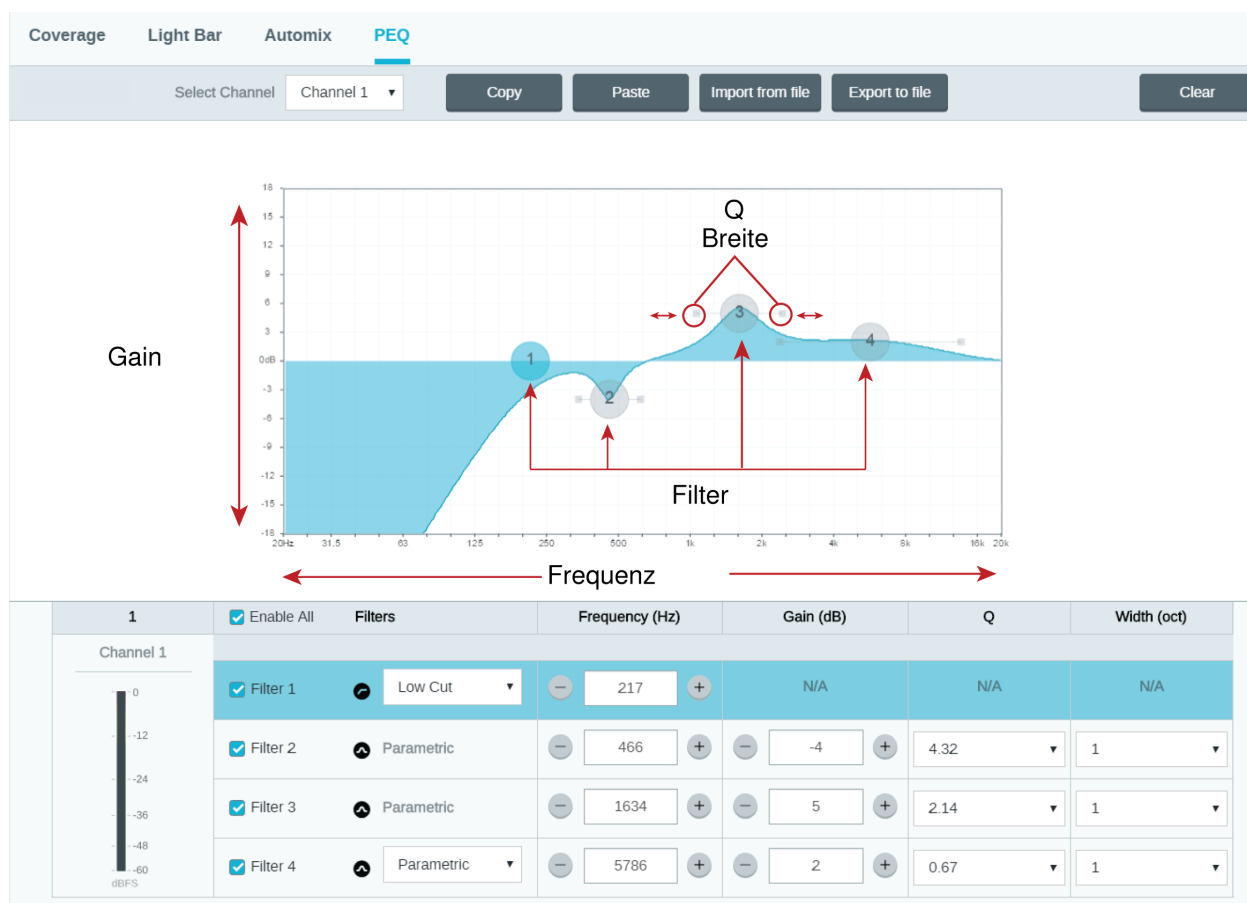 Coverage Light Bar Automix PEQ
Select Channel Channel 1 Copy Paste Import from file Export to file Clear
18
15
12
9
6
3
0dB
-3
-6
-9
-12
-15
-18
Gain
Q
Breite
1
2
3
4
Filter
20Hz 31.5 63 125 250 500 1k 2k 4k 8k 16k 20k
Frequenz
1 Enable All Filters Frequency (Hz) Gain (dB) Q Width (oct)
Channel 1
0
-12
-24
-36
-48
-60
dBFS
Filter 1 Low Cut 217 N/A N/A N/A
Filter 2 Parametric 466 -4 4.32 1
Filter 3 Parametric 1634 5 2.14 1
Filter 4 Parametric 5786 2 0.67 1